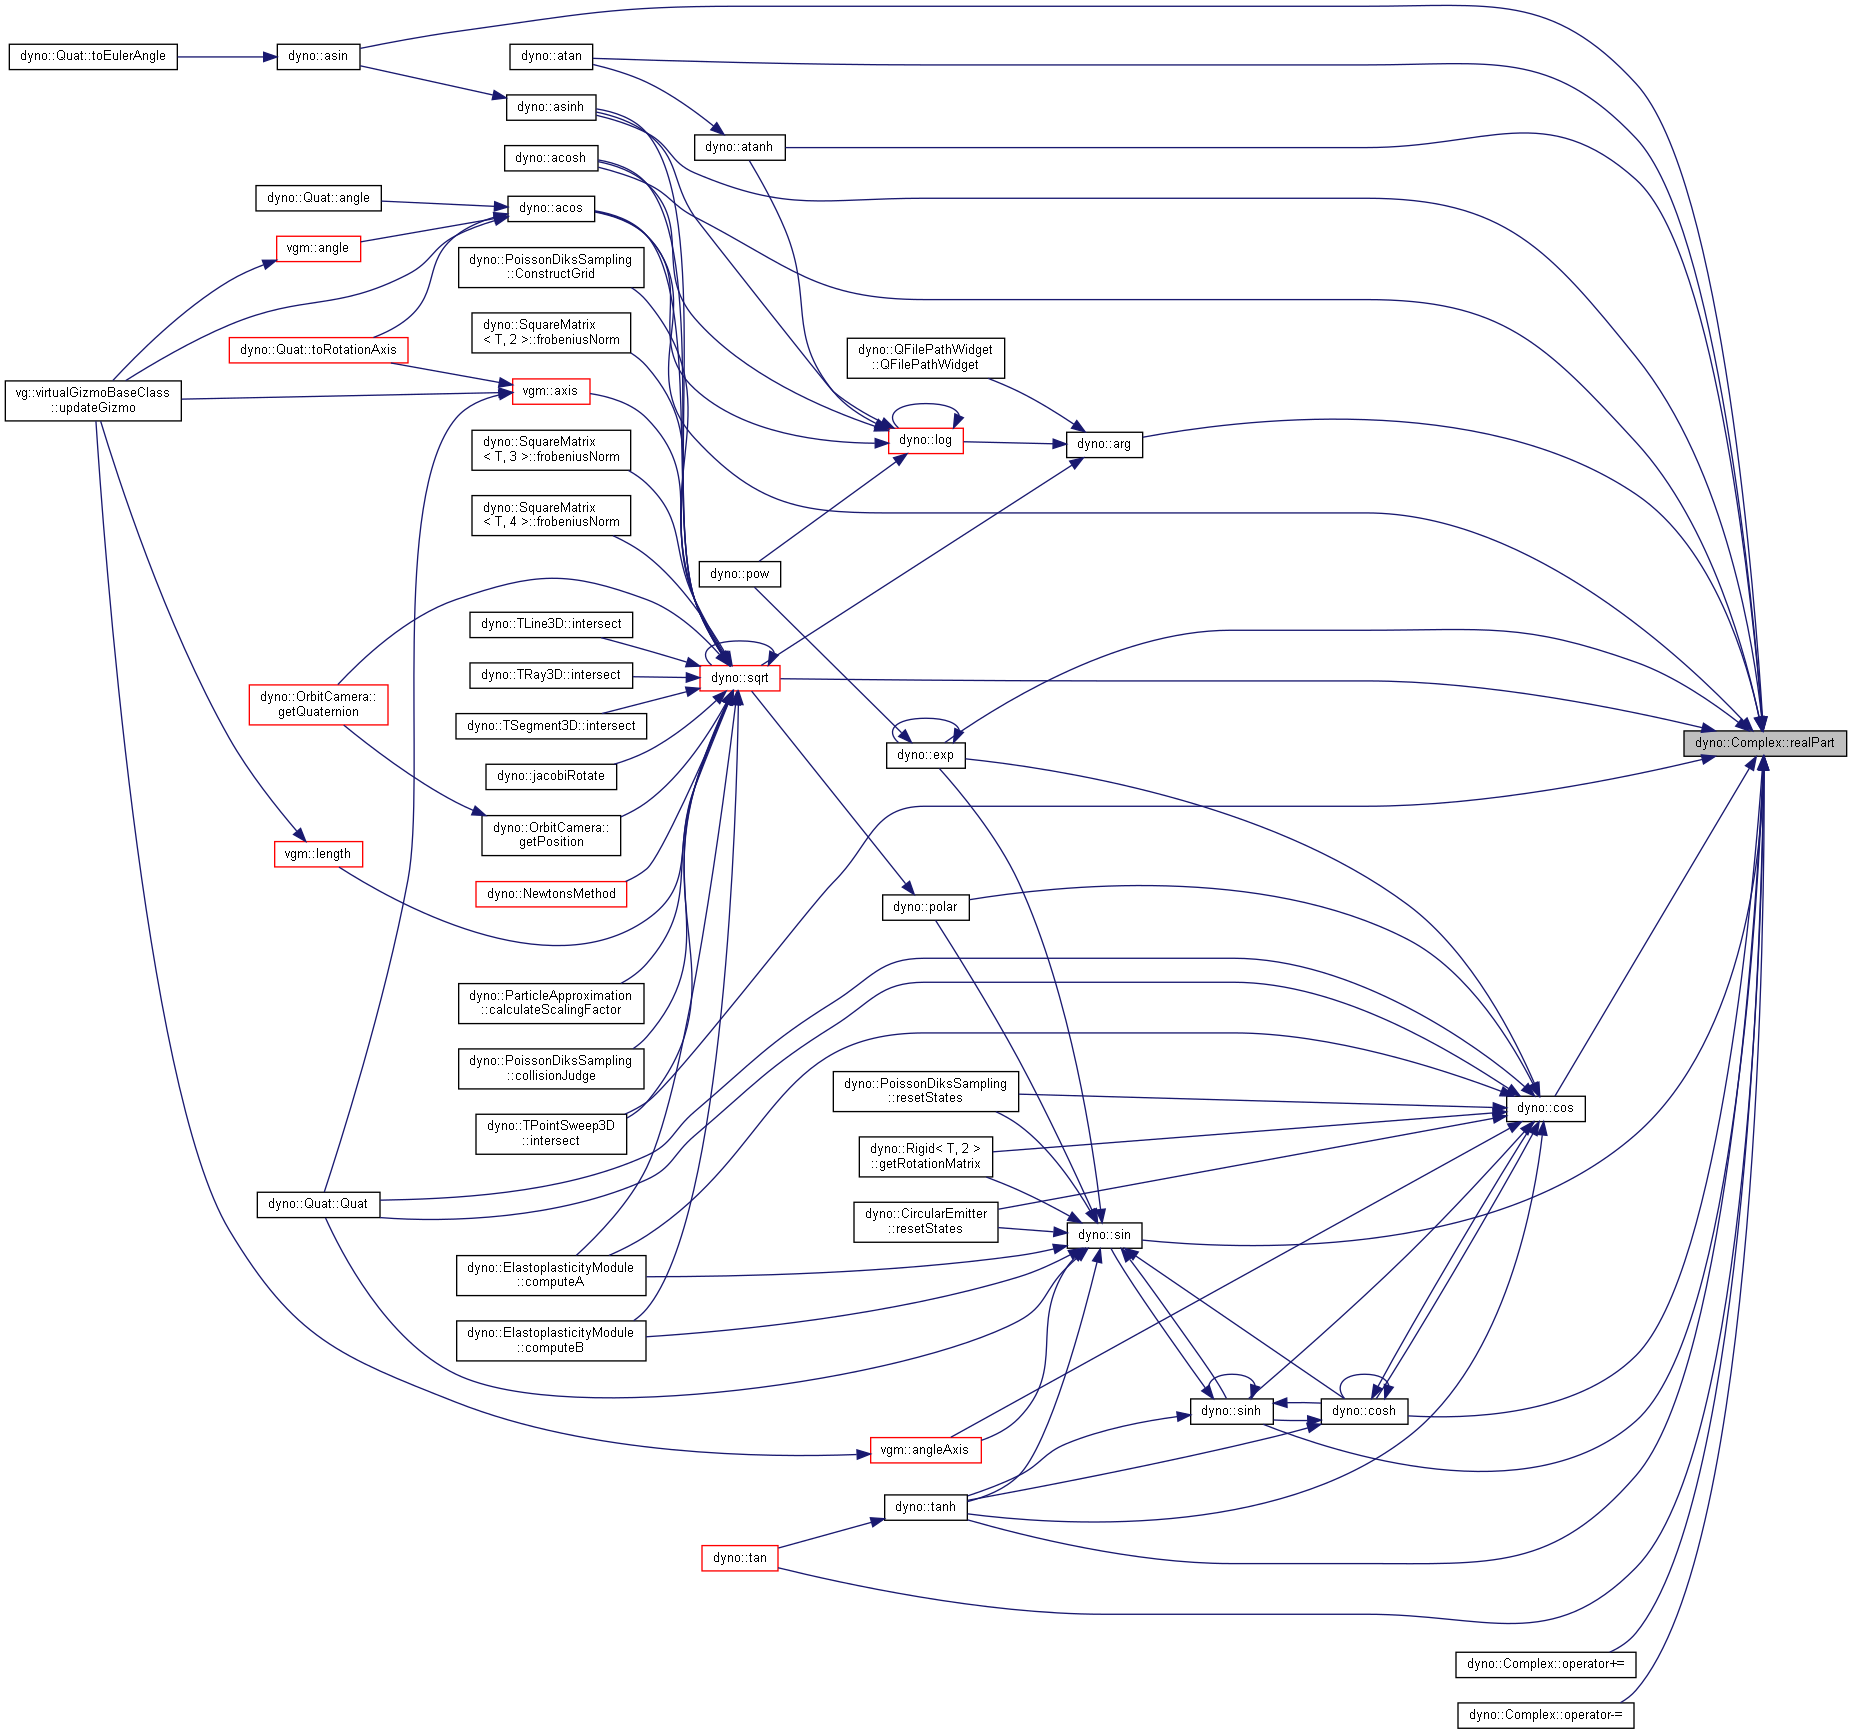 dyno::Quat::toEulerAngle
dyno::asin
dyno::atan
dyno::asinh
dyno::atanh
dyno::acosh
dyno::Quat::angle
dyno::acos
vgm::angle
dyno::PoissonDiksSampling
::ConstructGrid
dyno::SquareMatrix
< T, 2 >::frobeniusNorm
dyno::Quat::toRotationAxis
dyno::QFilePathWidget
::QFilePathWidget
vg::virtualGizmoBaseClass
::updateGizmo
vgm::axis
dyno::log
dyno::arg
dyno::SquareMatrix
< T, 3 >::frobeniusNorm
dyno::SquareMatrix
< T, 4 >::frobeniusNorm
dyno::pow
dyno::TLine3D::intersect
dyno::TRay3D::intersect
dyno::sqrt
dyno::OrbitCamera::
getQuaternion
dyno::TSegment3D::intersect
dyno::Complex::realPart
dyno::exp
dyno::jacobiRotate
dyno::OrbitCamera::
getPosition
vgm::length
dyno::NewtonsMethod
dyno::polar
dyno::ParticleApproximation
::calculateScalingFactor
dyno::PoissonDiksSampling
::collisionJudge
dyno::PoissonDiksSampling
::resetStates
dyno::cos
dyno::TPointSweep3D
::intersect
dyno::Rigid< T, 2 >
::getRotationMatrix
dyno::Quat::Quat
dyno::CircularEmitter
::resetStates
dyno::sin
dyno::ElastoplasticityModule
::computeA
dyno::ElastoplasticityModule
::computeB
dyno::sinh
dyno::cosh
vgm::angleAxis
dyno::tanh
dyno::tan
dyno::Complex::operator+=
dyno::Complex::operator-=